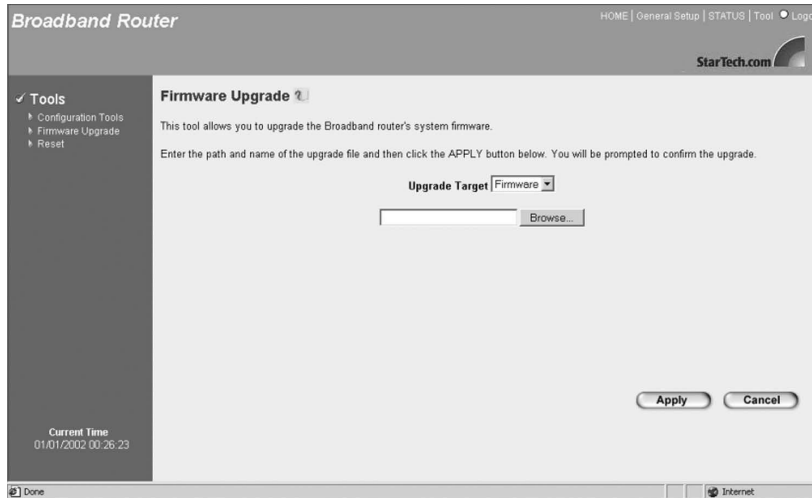 Broadband Router
HOME | General Setup | STATUS | Tool Logo
StarTech.com
Tools
Configuration Tools
Firmware Upgrade
Reset
Current Time
01/01/2002 00:26:23
Firmware Upgrade
This tool allows you to upgrade the Broadband router's system firmware.
Enter the path and name of the upgrade file and then click the APPLY button below. You will be prompted to confirm the upgrade.
Upgrade Target Firmware
Browse...
Apply Cancel
Done Internet